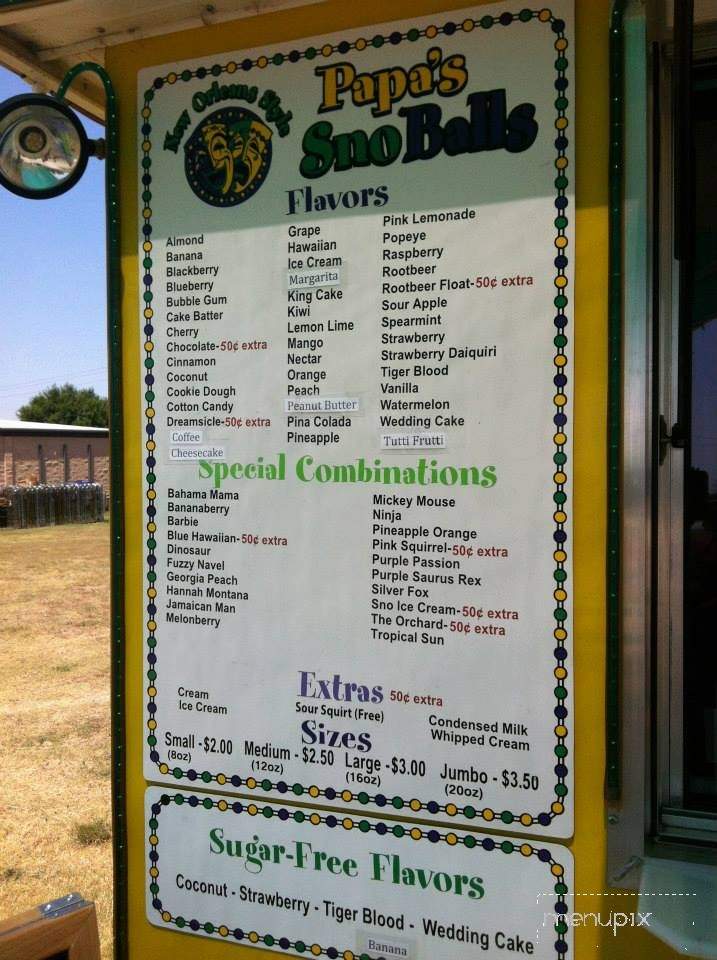 New Orleans Style
Papa's
SnoBalls
Flavors
Almond
Banana
Blackberry
Blueberry
Bubble Gum
Cake Batter
Cherry
Chocolate-50¢ extra
Cinnamon
Coconut
Cookie Dough
Cotton Candy
Dreamsicle-50¢ extra
Coffee
Cheesecake
Grape
Hawaiian
Ice Cream
Margarita
King Cake
Kiwi
Lemon Lime
Mango
Nectar
Orange
Peach
Peanut Butter
Pina Colada
Pineapple
Pink Lemonade
Popeye
Raspberry
Rootbeer
Rootbeer Float-50¢ extra
Sour Apple
Spearmint
Strawberry
Strawberry Daiquiri
Tiger Blood
Vanilla
Watermelon
Wedding Cake
Tutti Frutti
Special Combinations
Bahama Mama
Bananaberry
Barbie
Blue Hawaiian-50¢ extra
Dinosaur
Fuzzy Navel
Georgia Peach
Hannah Montana
Jamaican Man
Melonberry
Mickey Mouse
Ninja
Pineapple Orange
Pink Squirrel-50¢ extra
Purple Passion
Purple Saurus Rex
Silver Fox
Sno Ice Cream-50¢ extra
The Orchard-50¢ extra
Tropical Sun
Extras 50¢ extra
Cream
Ice Cream
Sour Squirt (Free)
Condensed Milk
Whipped Cream
Sizes
Small -$2.00 Medium - $2.50 Large -$3.00 Jumbo - $3.50
(8oz) (12oz) (16oz) (20oz)
Sugar-Free Flavors
Coconut - Strawberry - Tiger Blood - Wedding Cake
Banana
menupix